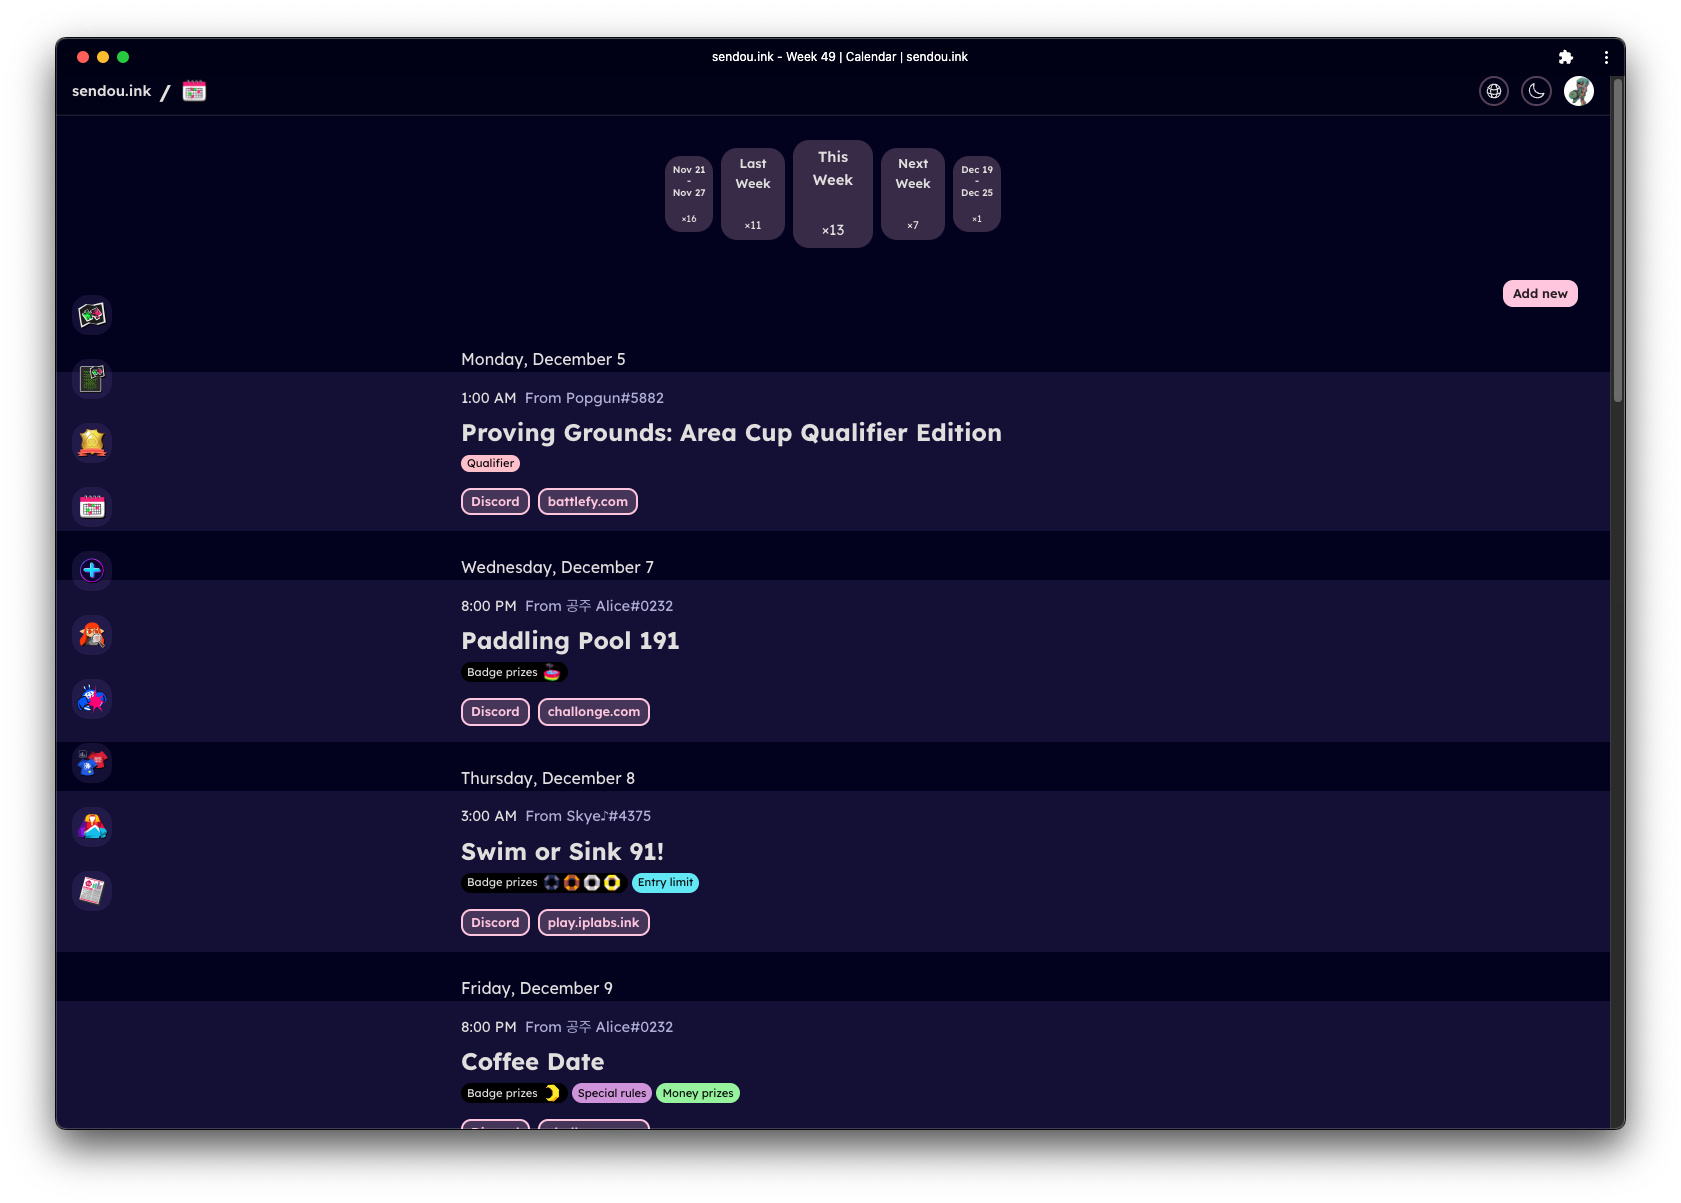 sendou.ink - Week 49 | Calendar | sendou.ink
sendou.ink /
Nov 21
-
Nov 27
×16
Last
Week
×11
This
Week
×13
Next
Week
×7
Dec 19
-
Dec 25
×1
Add new
Monday, December 5
1:00 AM From Popgun#5882
Proving Grounds: Area Cup Qualifier Edition
Qualifier
Discord battlefy.com
Wednesday, December 7
8:00 PM From 공주 Alice#0232
Paddling Pool 191
Badge prizes
Discord challonge.com
Thursday, December 8
3:00 AM From Skye♪#4375
Swim or Sink 91!
Badge prizes Entry limit
Discord play.iplabs.ink
Friday, December 9
8:00 PM From 공주 Alice#0232
Coffee Date
Badge prizes Special rules Money prizes